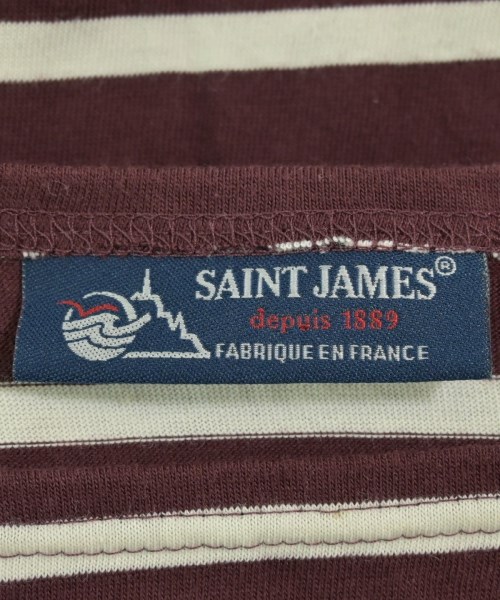 SAINT JAMES®
depuis 1889
FABRIQUE EN FRANCE